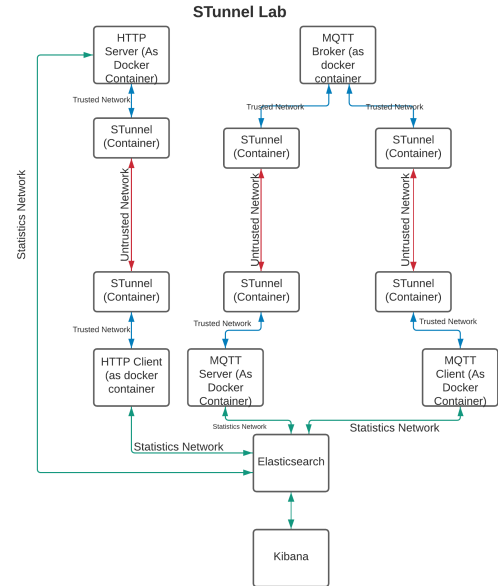 STunnel Lab
HTTP
Server (As
Docker
Container)
MQTT
Broker (as
docker
container
Trusted Network
Trusted Network
Trusted Network
STunnel
(Container)
STunnel
(Container)
STunnel
(Container)
Statistics Network
Untrusted Network
Untrusted Network
Untrusted Network
STunnel
(Container)
STunnel
(Container)
STunnel
(Container)
Trusted Network
Trusted Network
Trusted Network
HTTP Client
(as docker
container
MQTT
Server (As
Docker
Container)
MQTT
Client (As
Docker
Container)
Statistics Network
Statistics Network
Statistics Network
Elasticsearch
Kibana